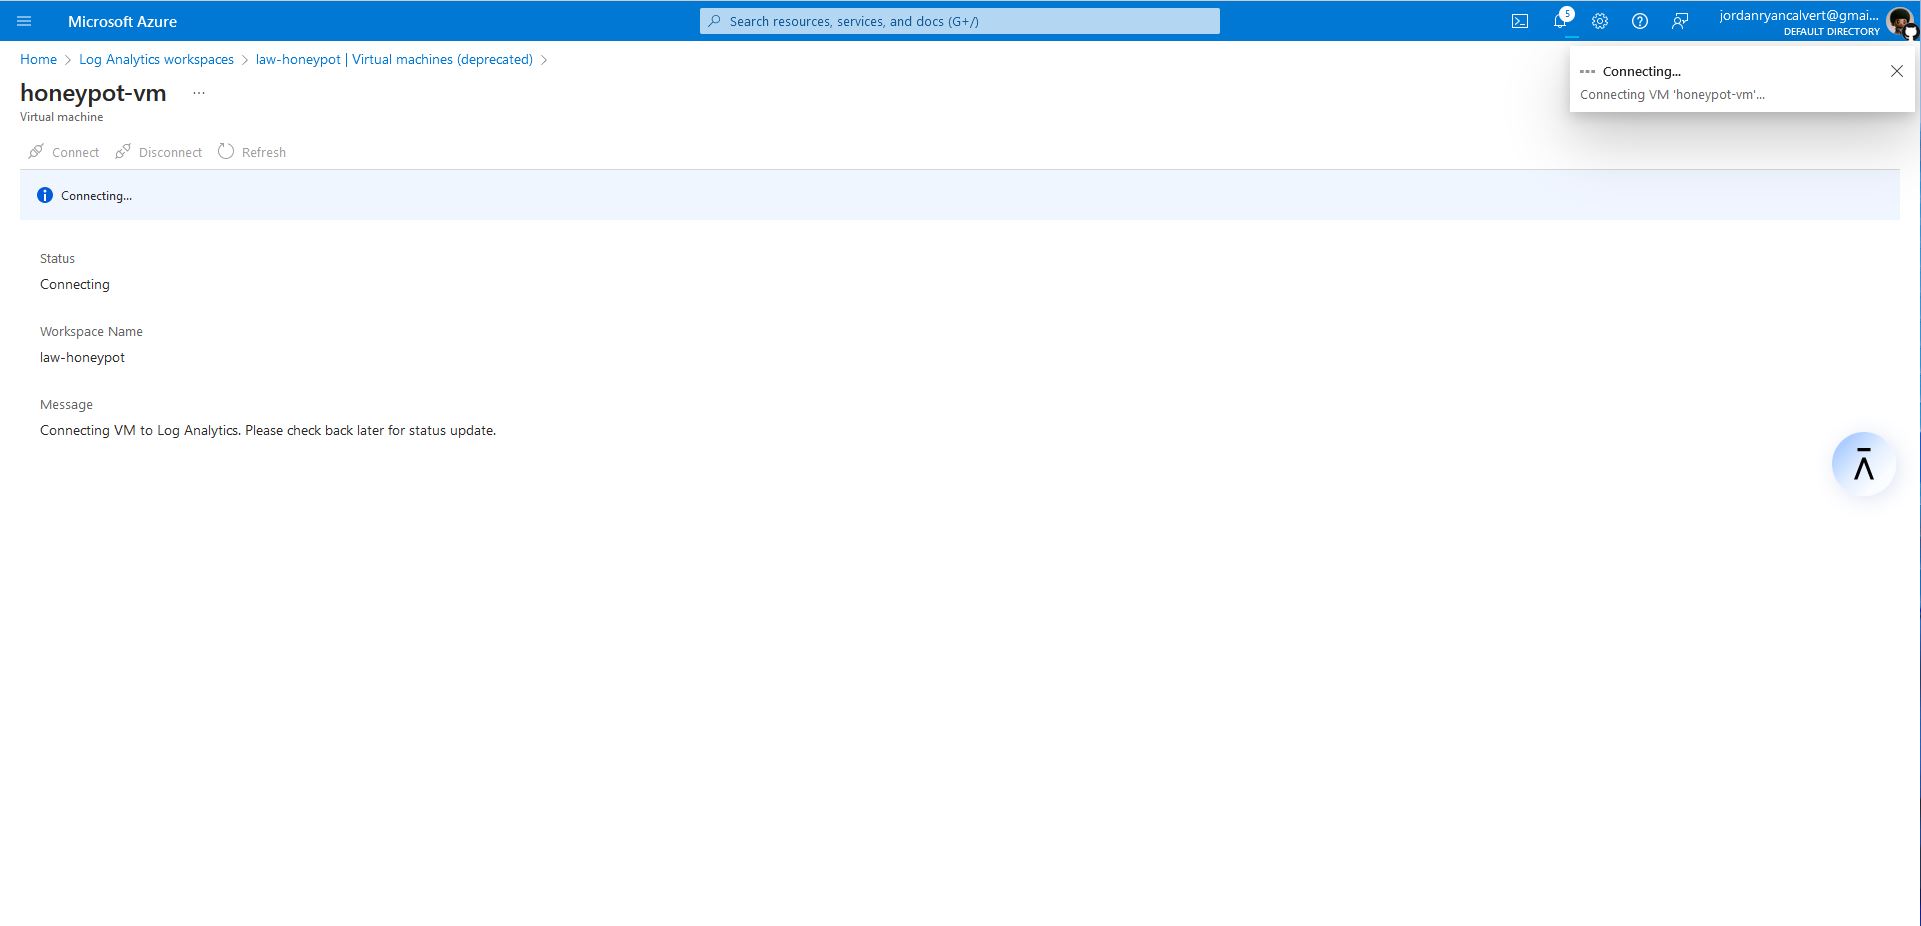 Microsoft Azure
Search resources, services, and docs (G+/)
5
jordanryancalvert@gmai...
DEFAULT DIRECTORY
Home > Log Analytics workspaces > law-honeypot | Virtual machines (deprecated) >
honeypot-vm ...
Virtual machine
Connecting...
Connecting VM 'honeypot-vm'...
Connect Disconnect Refresh
Connecting...
Status
Connecting
Workspace Name
law-honeypot
Message
Connecting VM to Log Analytics. Please check back later for status update.